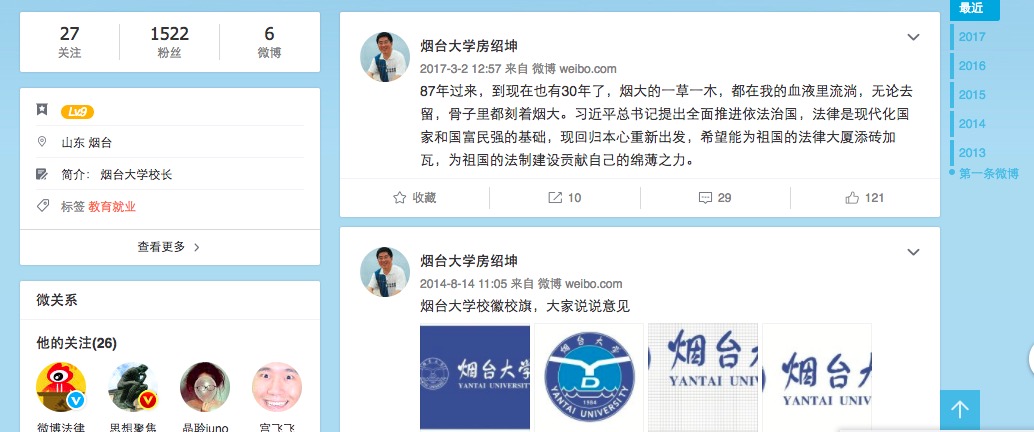 27
关注
1522
粉丝
6
微博
Lv9
山东 烟台
简介： 烟台大学校长
标签 教育就业
查看更多
微关系
他的关注(26)
微博法律
思想聚焦
晶聆juno
宫飞飞
烟台大学房绍坤
2017-3-2 12:57 来自 微博 weibo.com
87年过来，到现在也有30年了，烟大的一草一木，都在我的血液里流淌，无论去
留，骨子里都刻着烟大。习近平总书记提出全面推进依法治国，法律是现代化国
家和国富民强的基础，现回归本心重新出发，希望能为祖国的法律大厦添砖加
瓦，为祖国的法制建设贡献自己的绵薄之力。
收藏
10
29
121
烟台大学房绍坤
2014-8-14 11:05 来自 微博 weibo.com
烟台大学校徽校旗，大家说说意见
烟台大学
YANTAI UNIVERSIT
烟台大学
1984
YANTAI UNIVERSITY
烟台
YANTAI UNI
烟台
YANTAI UNIV
最近
2017
2016
2015
2014
2013
第一条微博